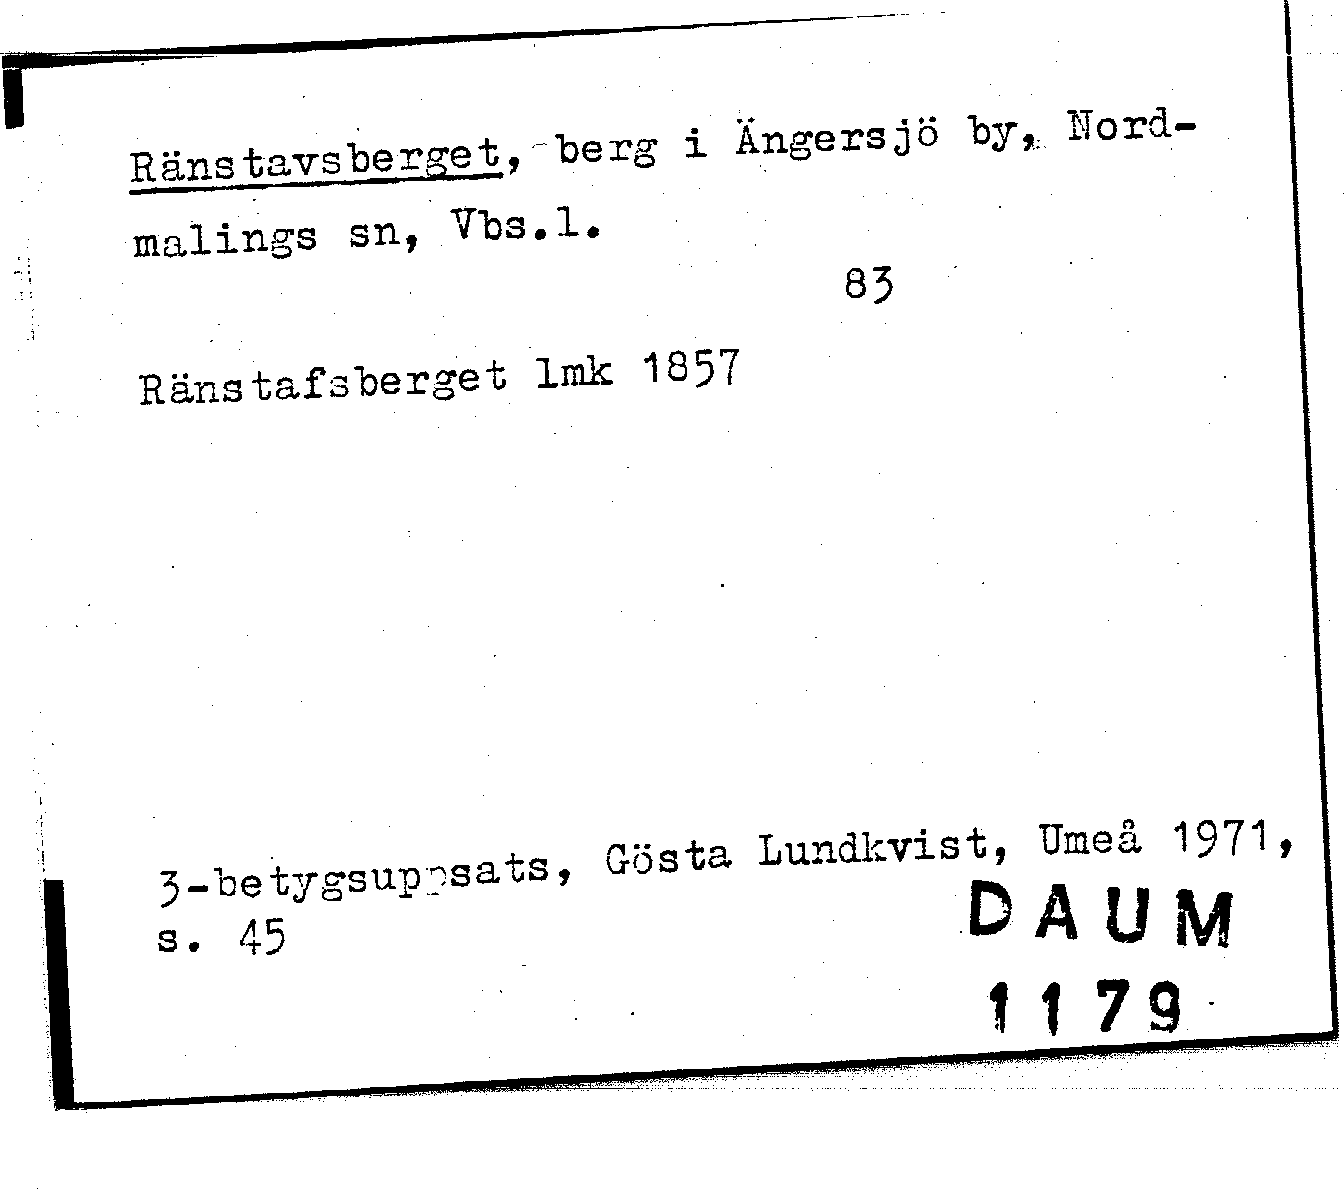 Ränstavsberget, berg i Ängersjö by, Nord-
malings sn, Vbs.l.
83
Ränstafsberget lmk 1857
3-betygsuppsats, Gösta Lundkvist, Umeå 1971,
s. 45
DAUM
1179